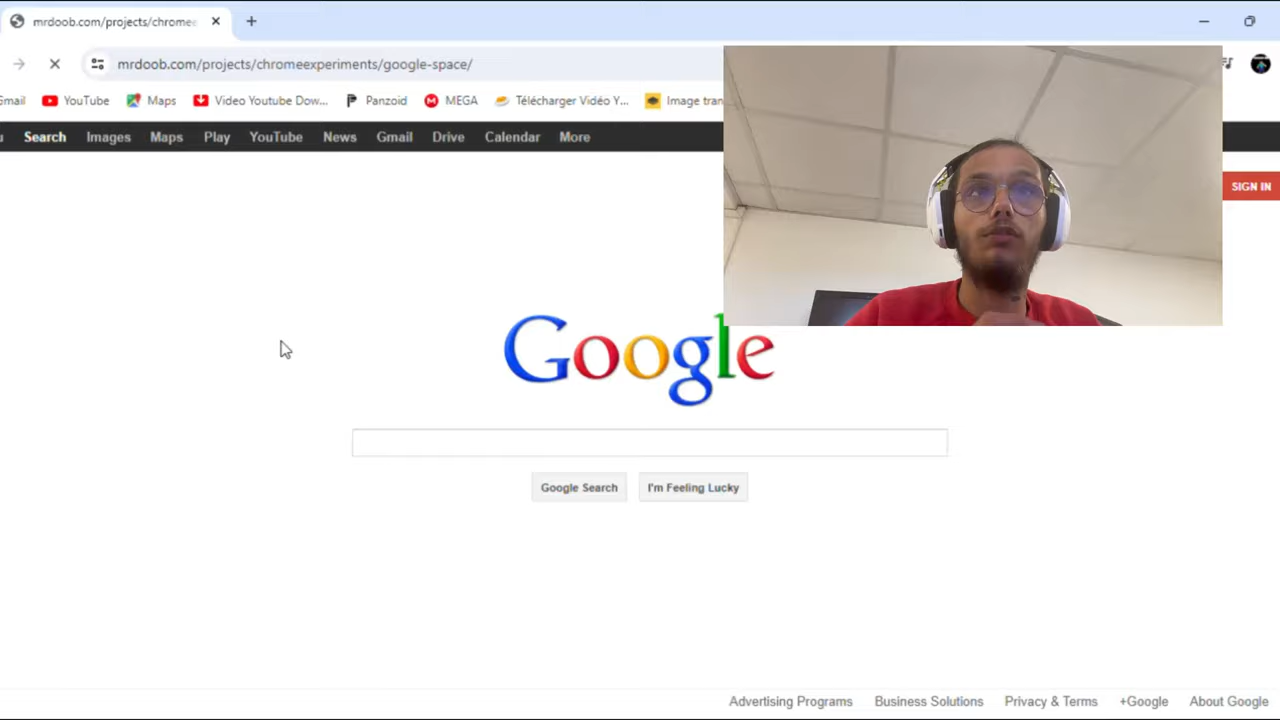 mrdoob.com/projects/chromee
mrdoob.com/projects/chromeexperiments/google-space/
Gmail YouTube Maps Video Youtube Dow... Panzoid MEGA Télécharger Vidéo Y... Image tran
Search Images Maps Play YouTube News Gmail Drive Calendar More
SIGN IN
Google
Google Search I'm Feeling Lucky
Advertising Programs Business Solutions Privacy & Terms +Google About Google